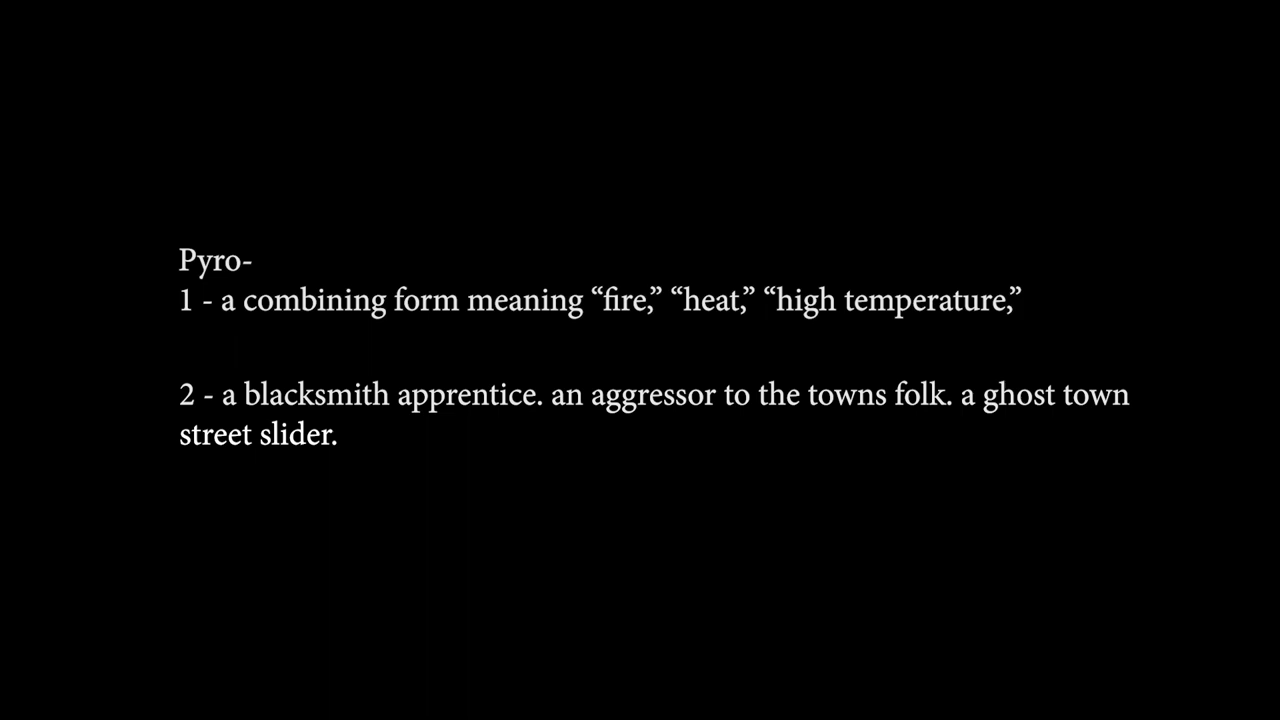 Pyro-
1 - a combining form meaning “fire,” “heat,” “high temperature,”
2 - a blacksmith apprentice. an aggressor to the towns folk. a ghost town
street slider.